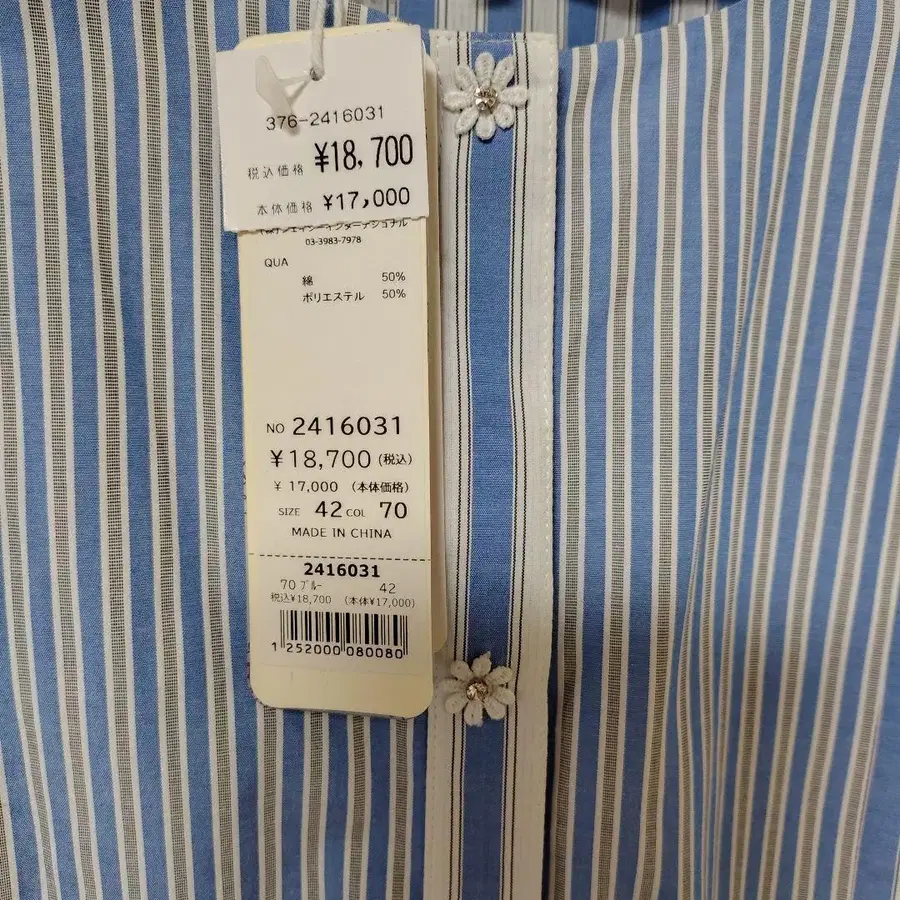 376-2416031
税込価格 ¥18,700
本体価格 ¥17,000
03-3983-7978
QUA
綿 50%
ポリエステル 50%
NO 2416031
¥18,700 (税込)
¥ 17,000 (本体価格)
SIZE 42 COL 70
MADE IN CHINA
2416031
70 ブルー 42
税込¥18,700 (本体¥17,000)
1 252000 080080